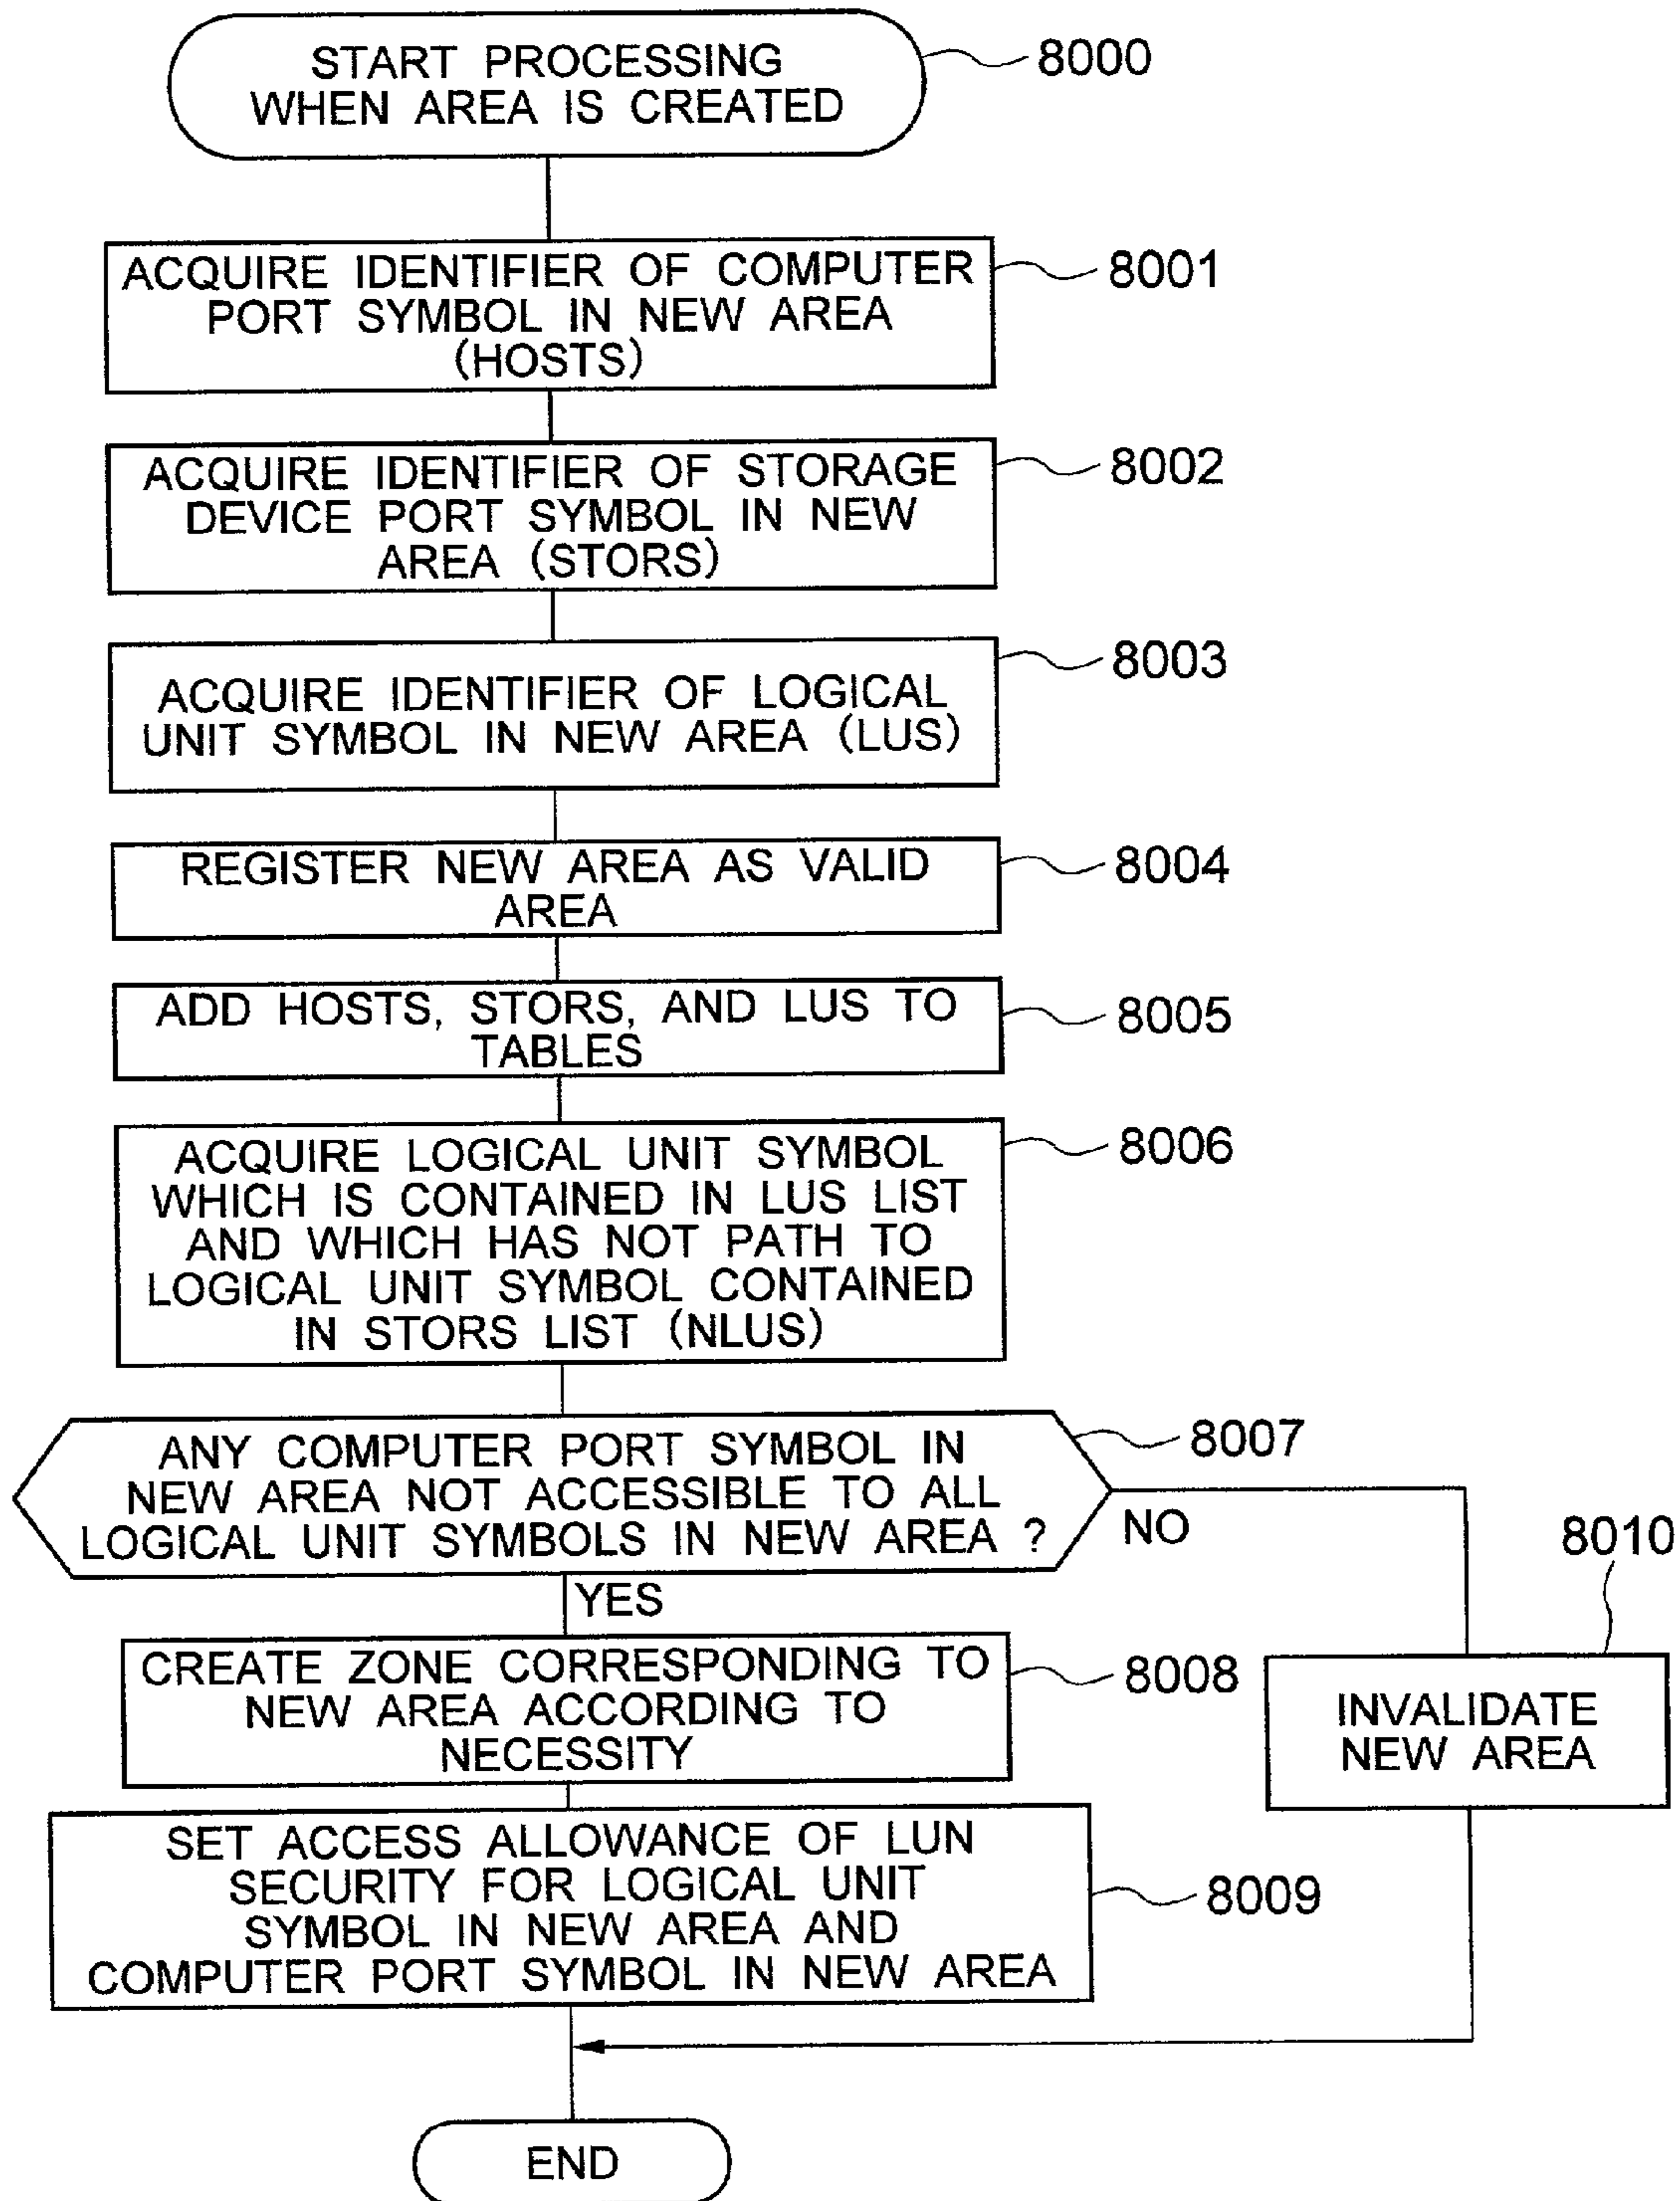 START PROCESSING
WHEN AREA IS CREATED
8000
ACQUIRE IDENTIFIER OF COMPUTER
PORT SYMBOL IN NEW AREA
(HOSTS)
8001
ACQUIRE IDENTIFIER OF STORAGE
DEVICE PORT SYMBOL IN NEW
AREA (STORS)
8002
ACQUIRE IDENTIFIER OF LOGICAL
UNIT SYMBOL IN NEW AREA (LUS)
8003
REGISTER NEW AREA AS VALID
AREA
8004
ADD HOSTS, STORS, AND LUS TO
TABLES
8005
ACQUIRE LOGICAL UNIT SYMBOL
WHICH IS CONTAINED IN LUS LIST
AND WHICH HAS NOT PATH TO
LOGICAL UNIT SYMBOL CONTAINED
IN STORS LIST (NLUS)
8006
ANY COMPUTER PORT SYMBOL IN
NEW AREA NOT ACCESSIBLE TO ALL
LOGICAL UNIT SYMBOLS IN NEW AREA ?
8007
NO
YES
8010
INVALIDATE
NEW AREA
CREATE ZONE CORRESPONDING TO
NEW AREA ACCORDING TO
NECESSITY
8008
SET ACCESS ALLOWANCE OF LUN
SECURITY FOR LOGICAL UNIT
SYMBOL IN NEW AREA AND
COMPUTER PORT SYMBOL IN NEW AREA
8009
END